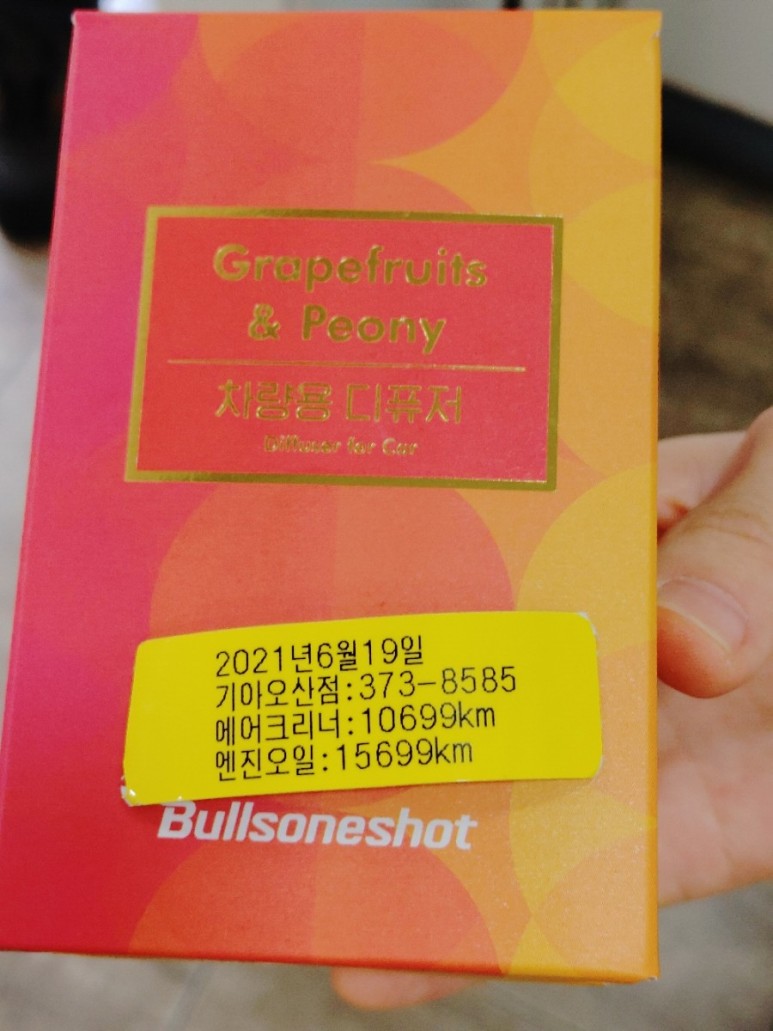 Grapefruits
& Peony
차량용 디퓨저
Diffuser for Car
2021년6월19일
기아오산점:373-8585
에어크리너:10699km
엔진오일:15699km
Bullsoneshot